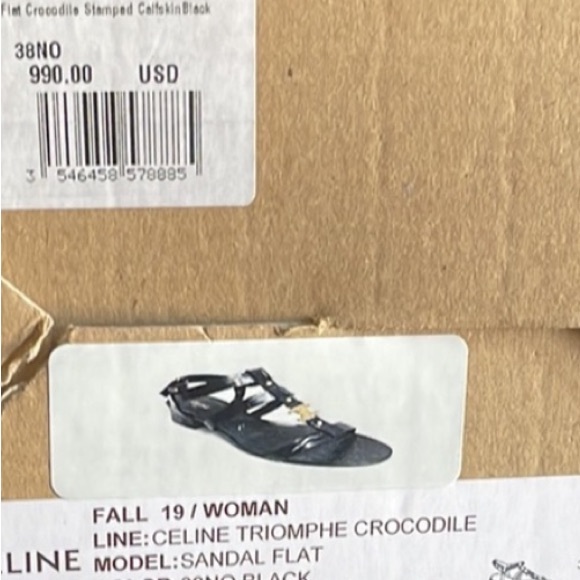 Flat Crocodile Stamped CalfskinBlack
38NO
990.00 USD
3 546458 578885
FALL 19 / WOMAN
LINE:CELINE TRIOMPHE CROCODILE
LINE MODEL:SANDAL FLAT
BLACK